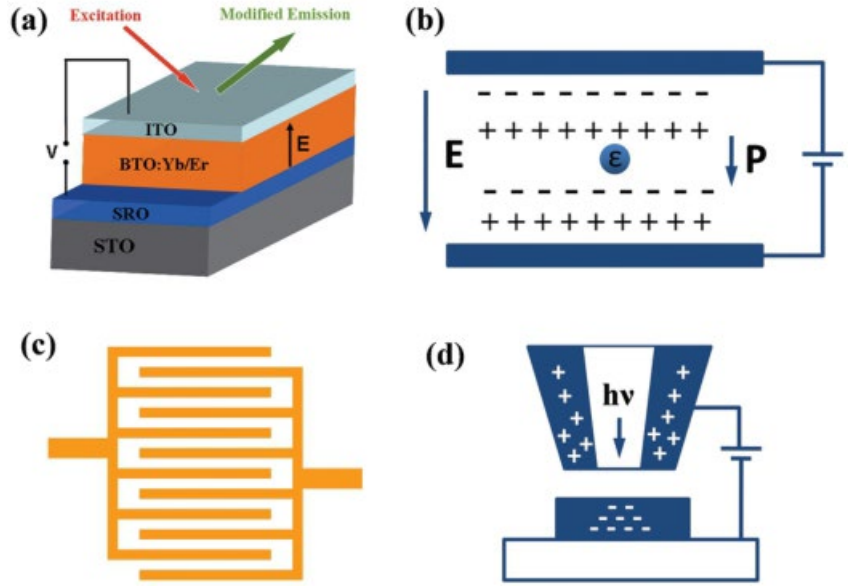 (a)
Excitation
Modified Emission
V
ITO
E
BTO:Yb/Er
SRO
STO
(b)
E
- - - - - - - - - -
+ + + + + + + + +
ε
P
- - - - - - - - - -
+ + + + + + + + +
(c)
(d)
hν